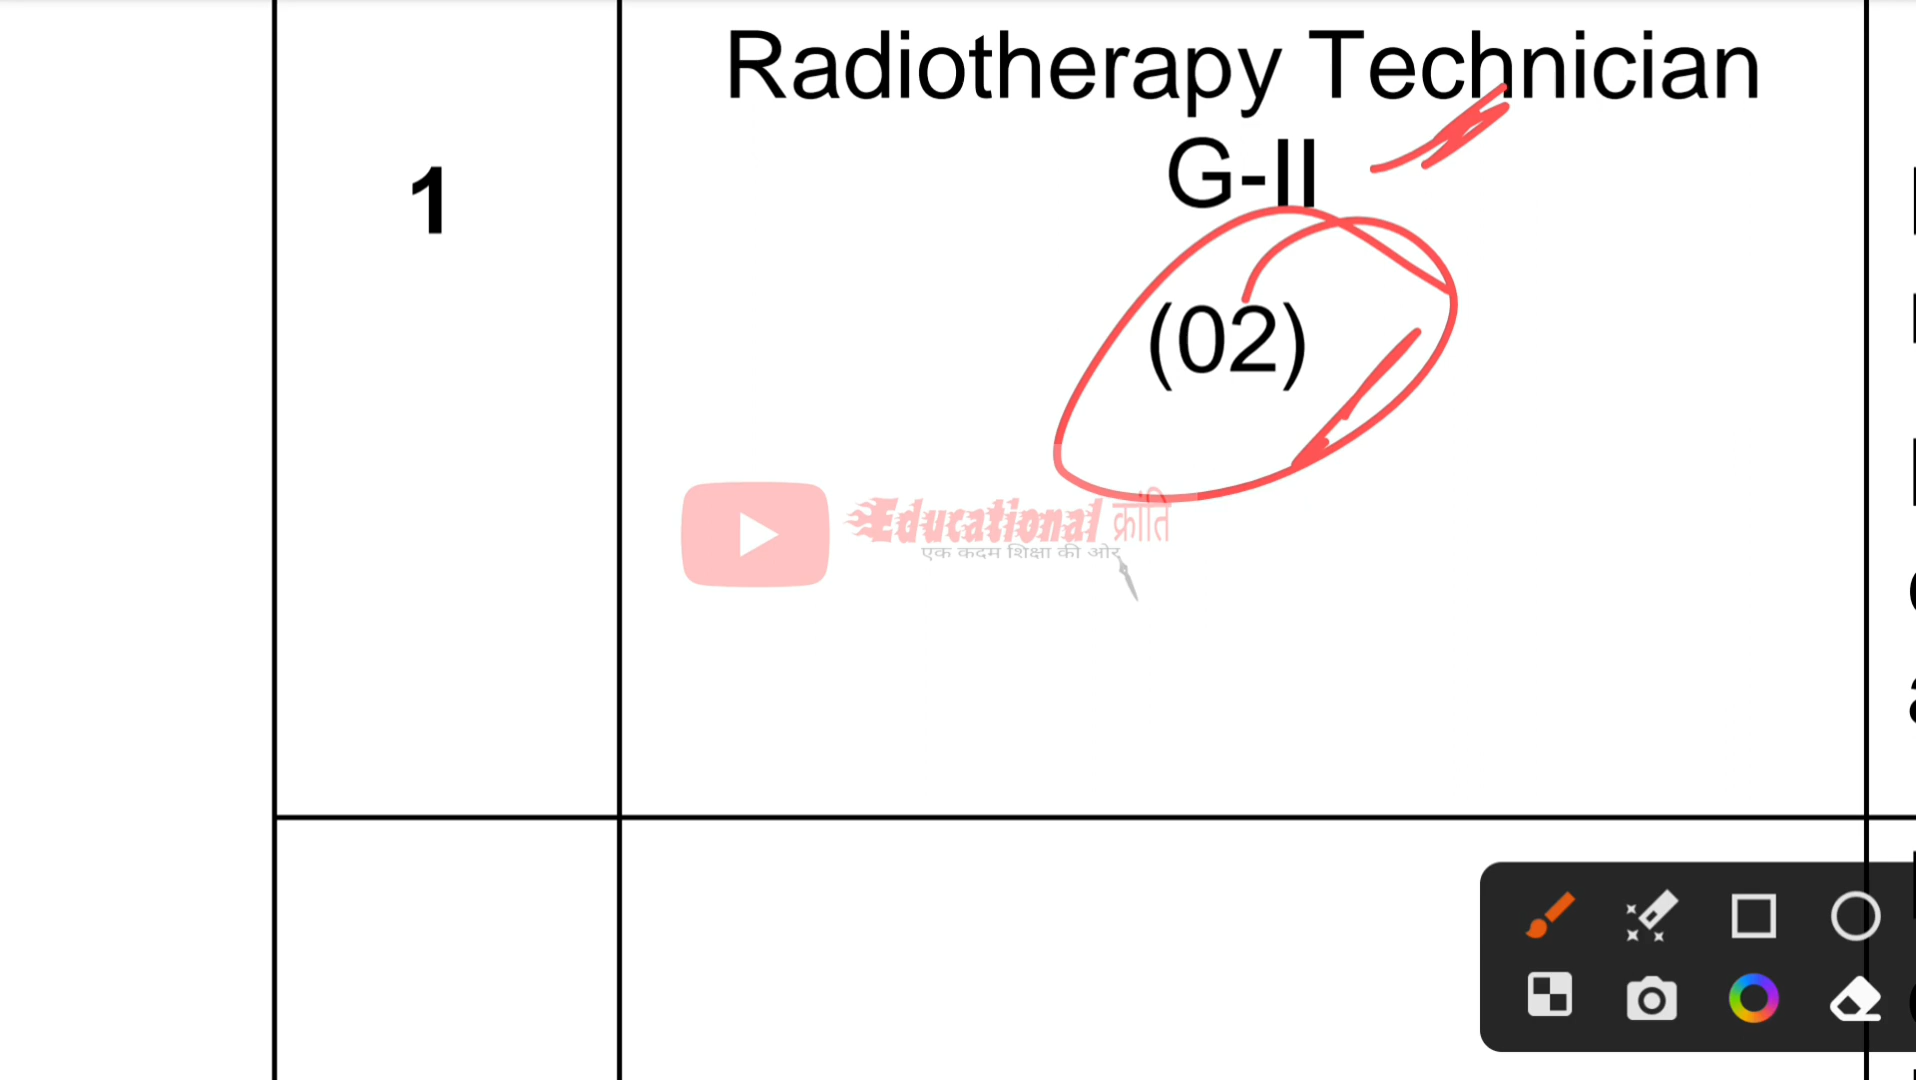 Radiotherapy Technician
G-II
1
(02)
Educational क्रांति
एक कदम शिक्षा की ओर